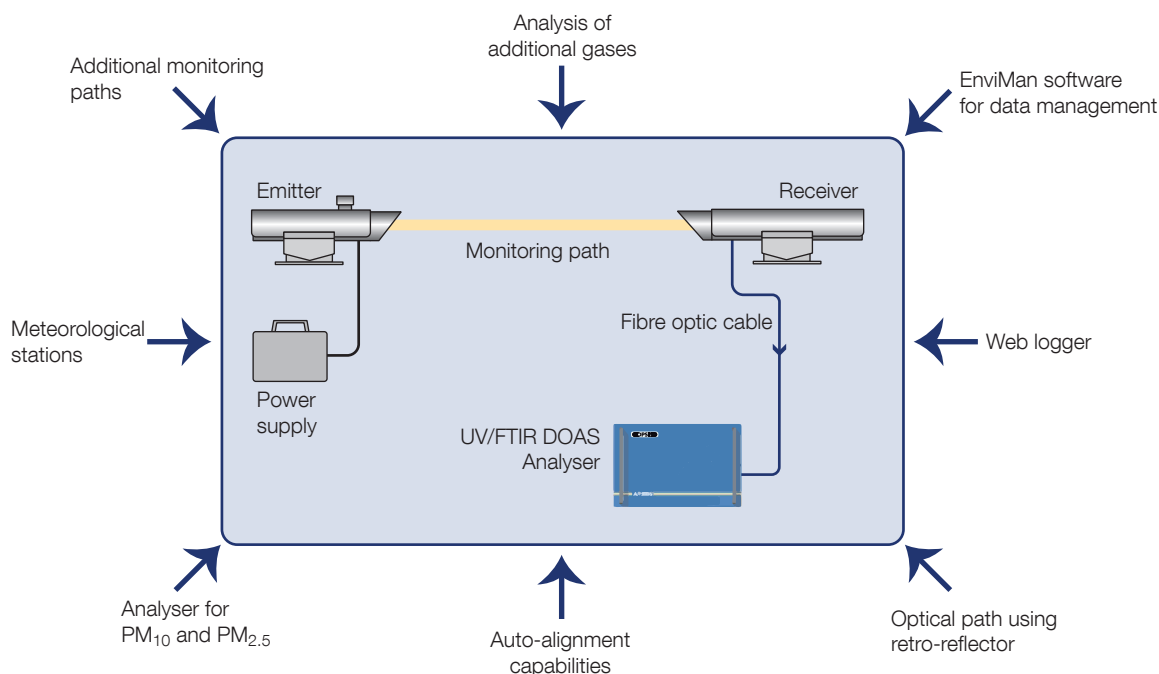 Analysis of
additional gases
Additional monitoring
paths
EnviMan software
for data management
Emitter
Receiver
Monitoring path
Meteorological
stations
Fibre optic cable
Web logger
Power
supply
UV/FTIR DOAS
Analyser
OPSIS
Analyser for
PM10 and PM2.5
Auto-alignment
capabilities
Optical path using
retro-reflector